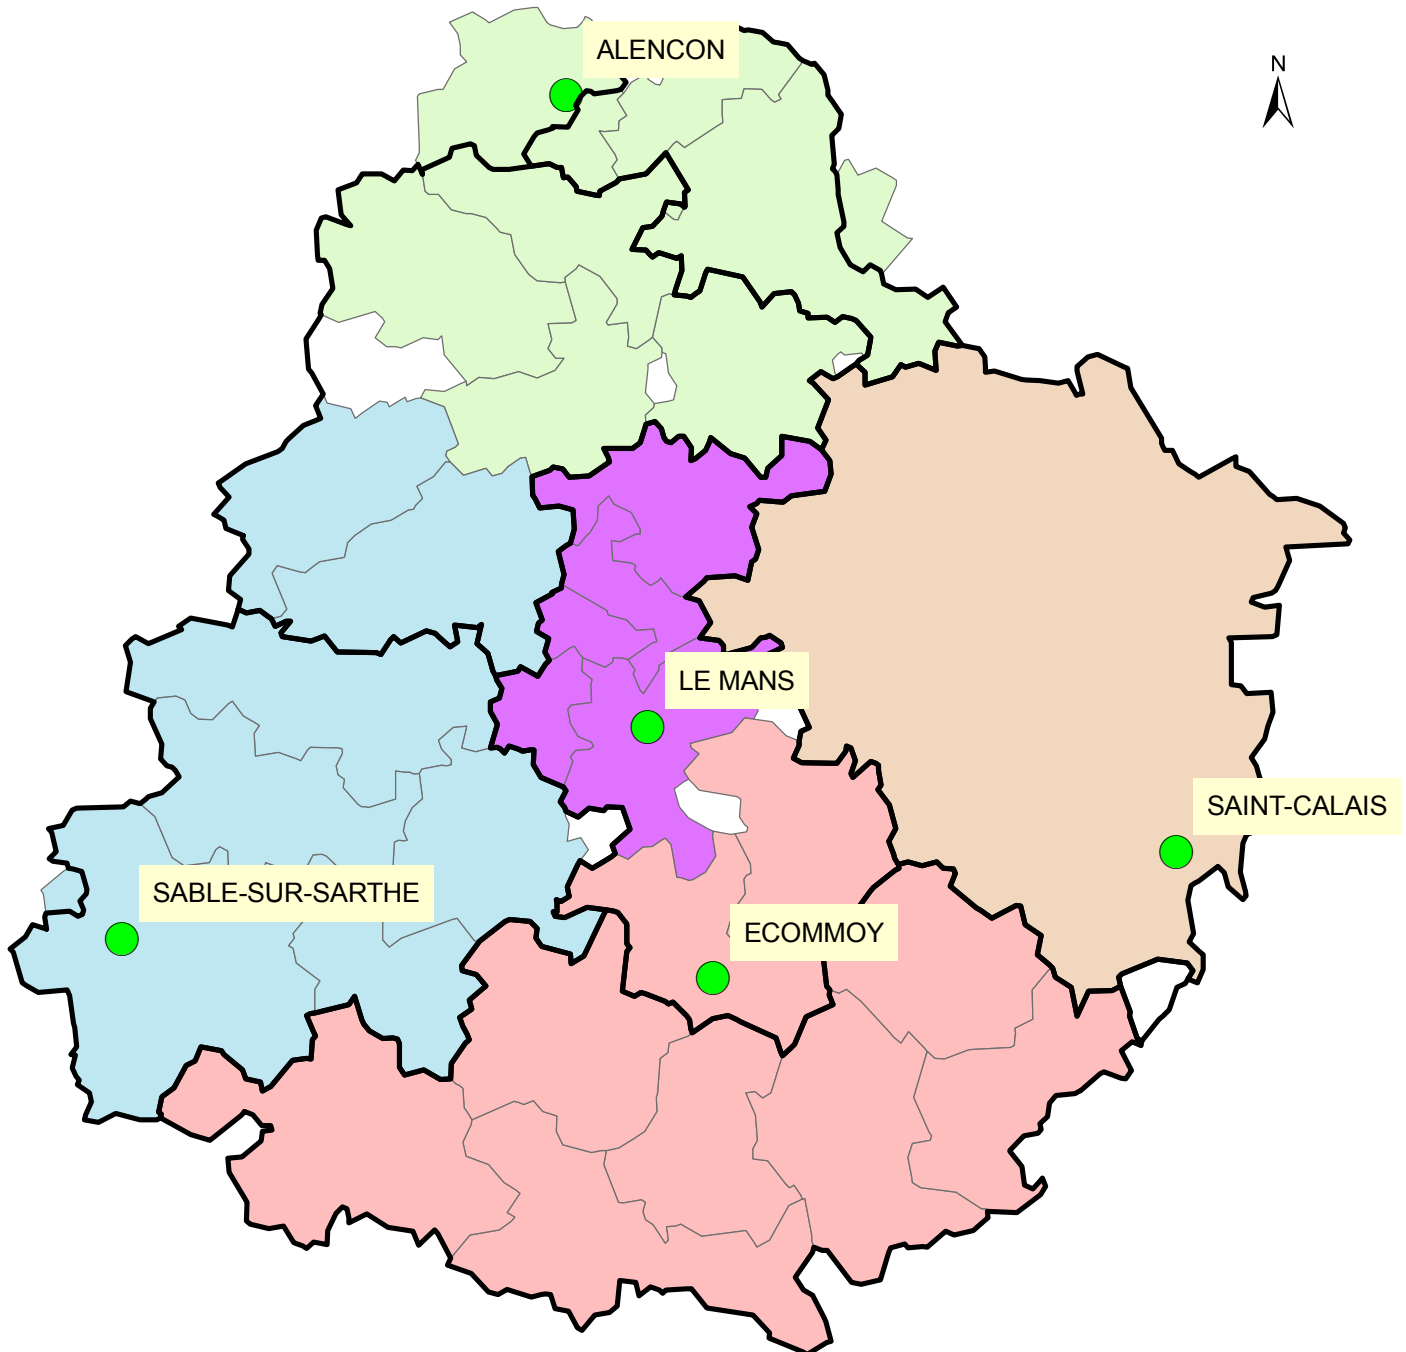 ALENCON
N
LE MANS
SAINT-CALAIS
SABLE-SUR-SARTHE
ECOMMOY